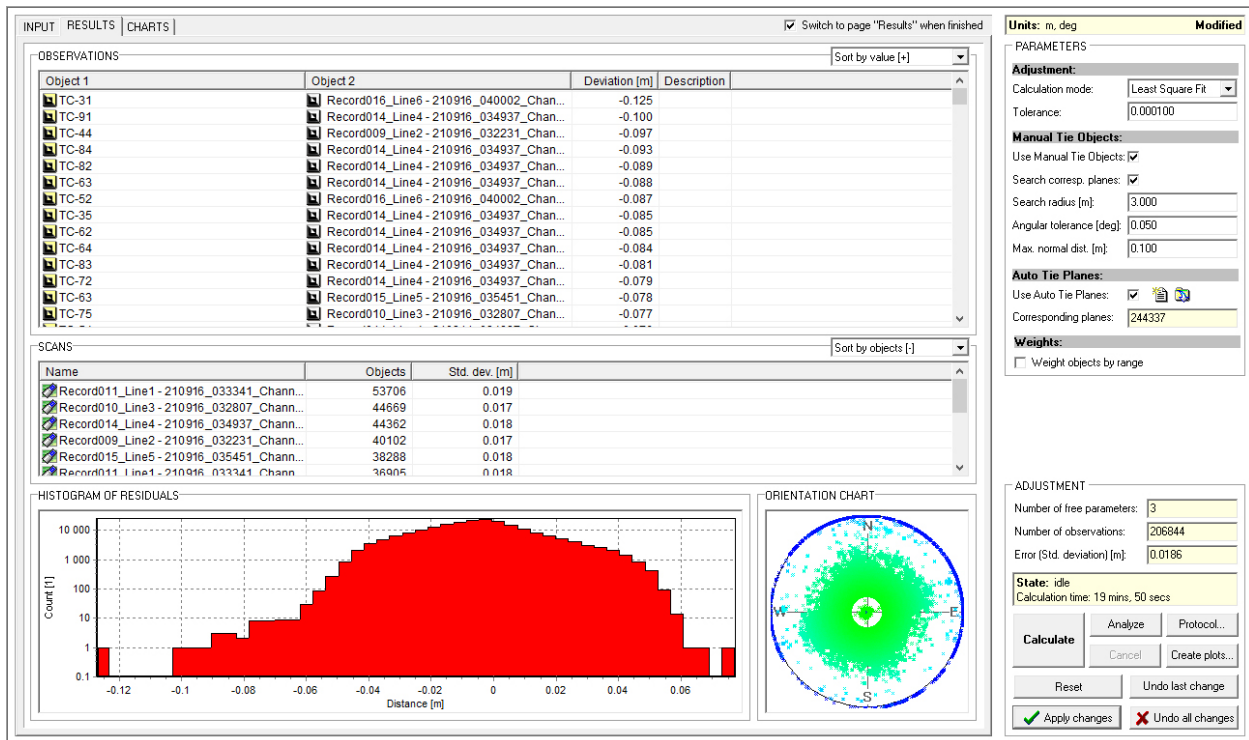 INPUT RESULTS CHARTS Switch to page "Results" when finished
OBSERVATIONS Sort by value [+]
Object 1 Object 2 Deviation [m] Description
TC-31 Record016_Line6 - 210916_040002_Chan... -0.125
TC-91 Record014_Line4 - 210916_034937_Chan... -0.100
TC-44 Record009_Line2 - 210916_032231_Chan... -0.097
TC-84 Record014_Line4 - 210916_034937_Chan... -0.093
TC-82 Record014_Line4 - 210916_034937_Chan... -0.089
TC-63 Record014_Line4 - 210916_034937_Chan... -0.088
TC-52 Record016_Line6 - 210916_040002_Chan... -0.087
TC-35 Record014_Line4 - 210916_034937_Chan... -0.085
TC-62 Record014_Line4 - 210916_034937_Chan... -0.085
TC-64 Record014_Line4 - 210916_034937_Chan... -0.084
TC-83 Record014_Line4 - 210916_034937_Chan... -0.081
TC-72 Record014_Line4 - 210916_034937_Chan... -0.079
TC-63 Record015_Line5 - 210916_035451_Chan... -0.078
TC-75 Record010_Line3 - 210916_032807_Chan... -0.077
SCANS Sort by objects [-]
Name Objects Std. dev. [m]
Record011_Line1 - 210916_033341_Chann... 53706 0.019
Record010_Line3 - 210916_032807_Chann... 44669 0.017
Record014_Line4 - 210916_034937_Chann... 44362 0.018
Record009_Line2 - 210916_032231_Chann... 40102 0.017
Record015_Line5 - 210916_035451_Chann... 38288 0.018
Record011_Line1 - 210916_033341_Chann... 36905 0.018
HISTOGRAM OF RESIDUALS
Count [1]
10 000
1 000
100
10
1
0.1
-0.12 -0.1 -0.08 -0.06 -0.04 -0.02 0 0.02 0.04 0.06
Distance [m]
ORIENTATION CHART
N
W E
S
Units: m, deg Modified
PARAMETERS
Adjustment:
Calculation mode: Least Square Fit
Tolerance: 0.000100
Manual Tie Objects:
Use Manual Tie Objects:
Search corresp. planes:
Search radius [m]: 3.000
Angular tolerance [deg]: 0.050
Max. normal dist. [m]: 0.100
Auto Tie Planes:
Use Auto Tie Planes:
Corresponding planes: 244337
Weights:
Weight objects by range
ADJUSTMENT
Number of free parameters: 3
Number of observations: 206844
Error (Std. deviation) [m]: 0.0186
State: idle
Calculation time: 19 mins, 50 secs
Calculate Analyze Protocol...
Cancel Create plots...
Reset Undo last change
Apply changes Undo all changes